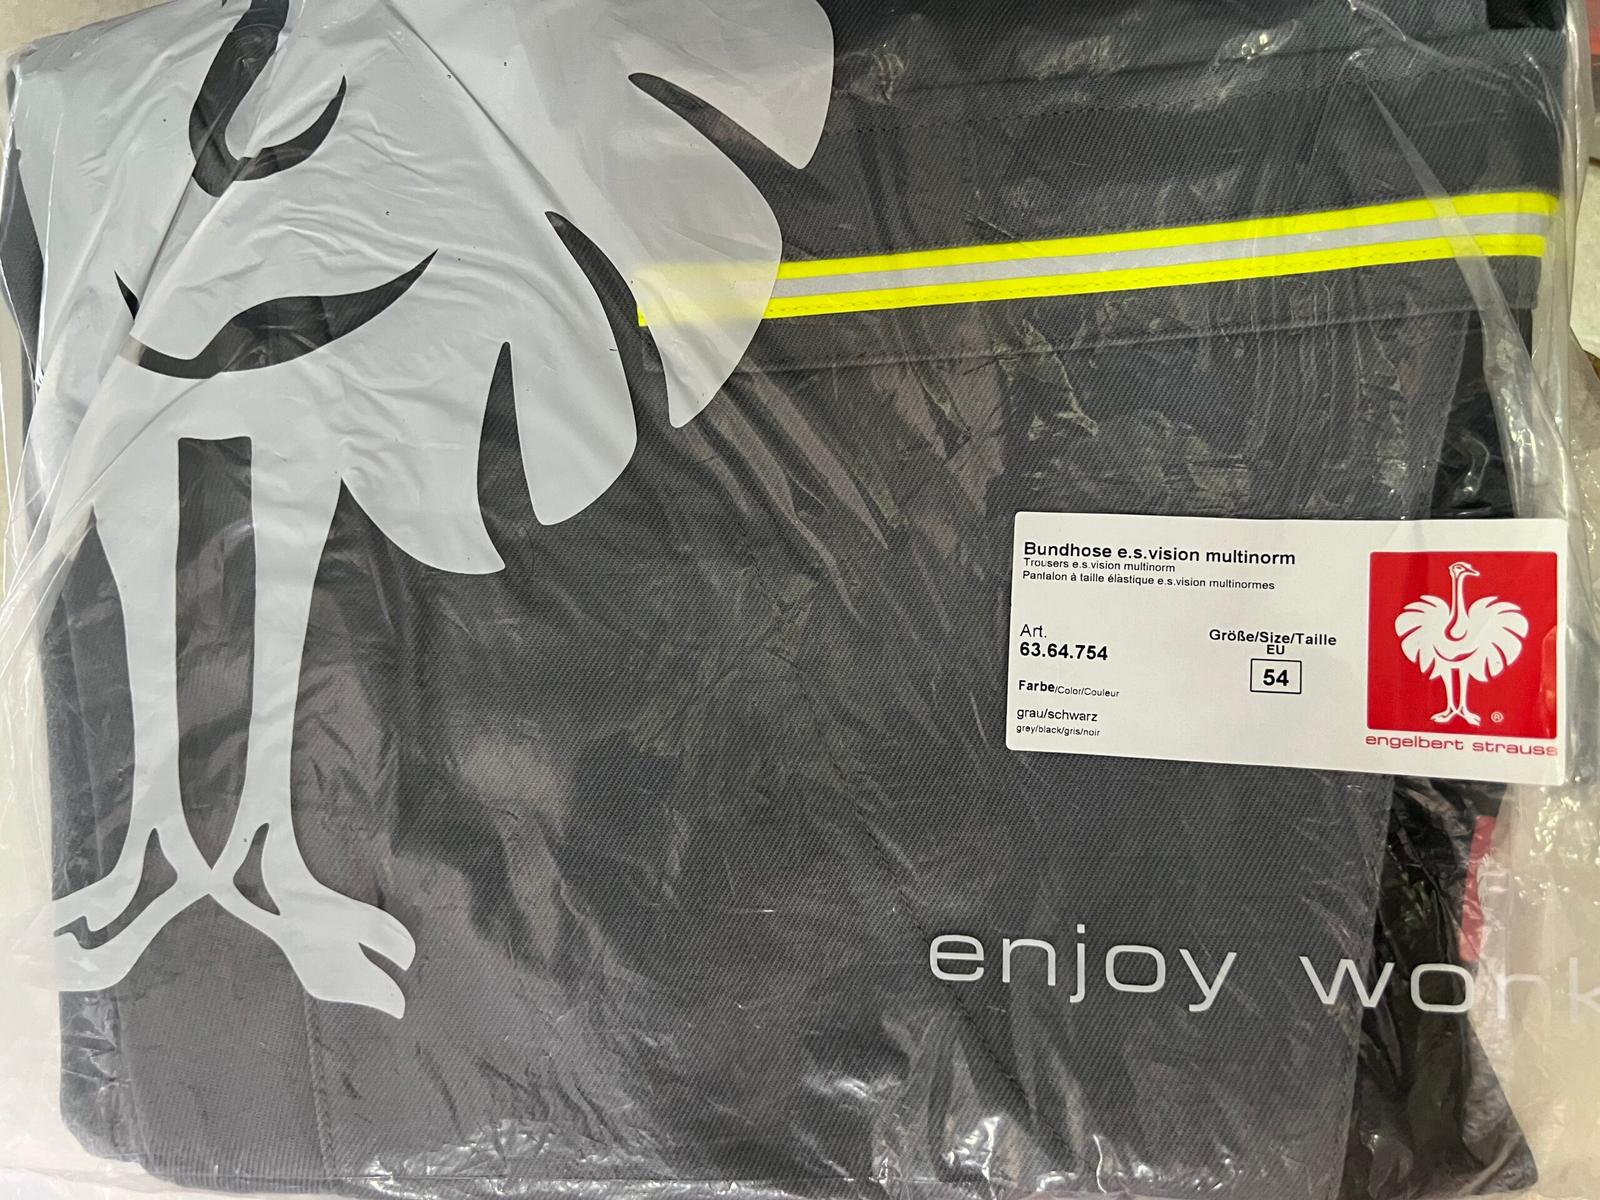 Bundhose e.s.vision multinorm
Trousers e.s.vision multinorm
Pantalon à taille élastique e.s.vision multinormes
Art.
63.64.754
Größe/Size/Taille
EU
54
Farbe/Color/Couleur
grau/schwarz
grey/black/gris/noir
®
engelbert strauss
enjoy work